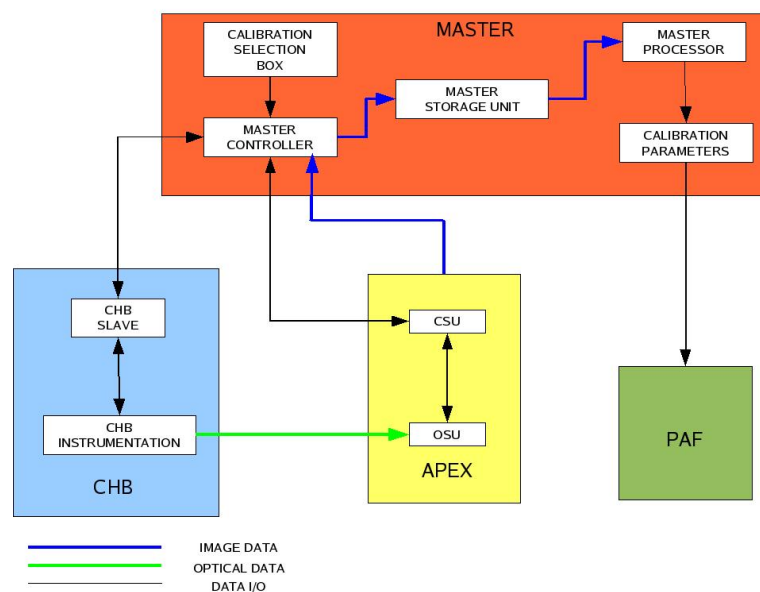 MASTER
CALIBRATION
SELECTION
BOX
MASTER
CONTROLLER
MASTER
STORAGE UNIT
MASTER
PROCESSOR
CALIBRATION
PARAMETERS
CHB
SLAVE
CHB
INSTRUMENTATION
CHB
CSU
OSU
APEX
PAF
IMAGE DATA
OPTICAL DATA
DATA I/O